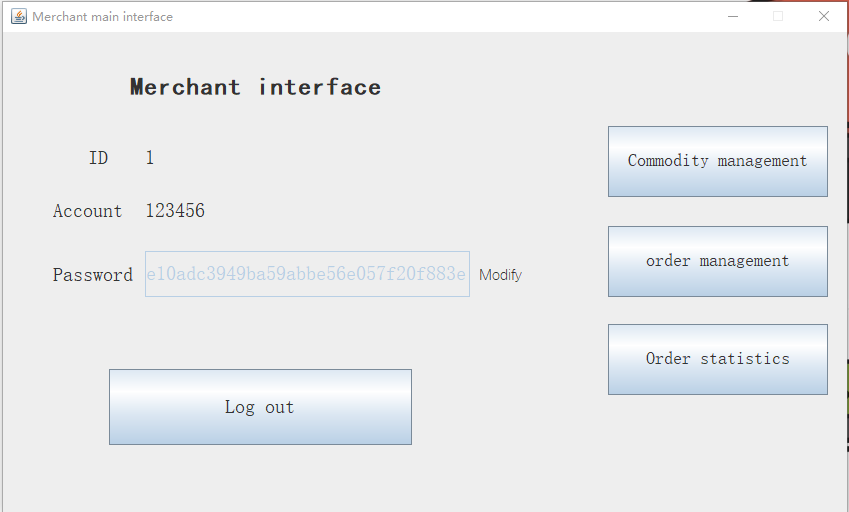 Merchant main interface
Merchant interface
ID 1
Account 123456
Password e10adc3949ba59abbe56e057f20f883e Modify
Log out
Commodity management
order management
Order statistics